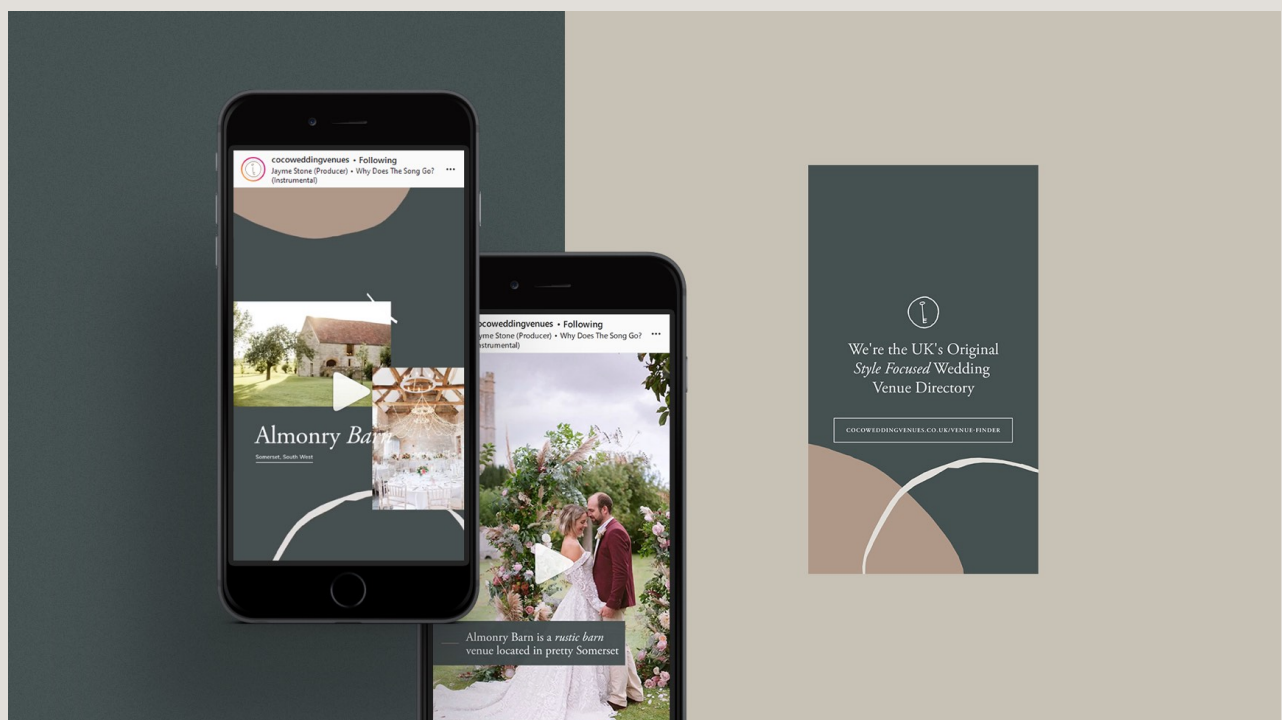 cocoweddingvenues • Following
Jayme Stone (Producer) • Why Does The Song Go?
(Instrumental)
Almonry Barn
Somerset, South West
ocoweddingvenues • Following
yme Stone (Producer) • Why Does The Song Go?
nstrumental)
Almonry Barn is a rustic barn
venue located in pretty Somerset
We're the UK's Original
Style Focused Wedding
Venue Directory
COCOWEDDINGVENUES.CO.UK/VENUE-FINDER